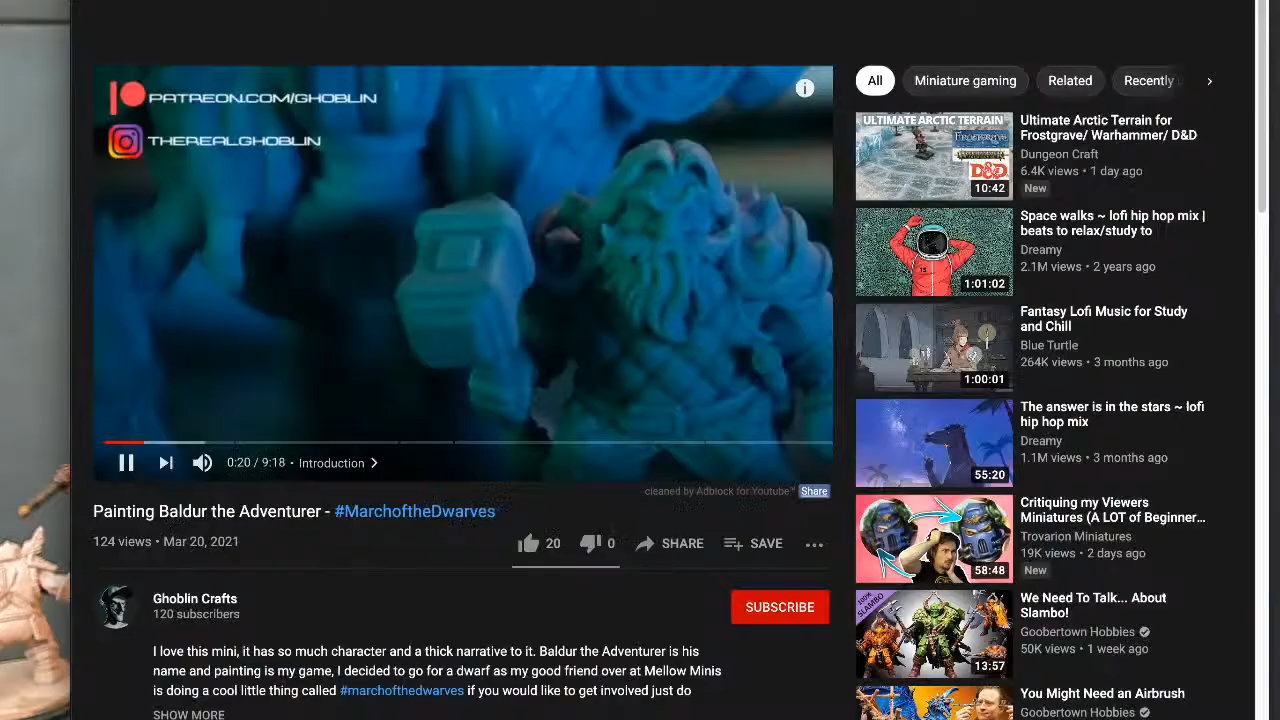 PATREON.COM/GHOBLIN
THEREALGHOBLIN
i
0:20 / 9:18 • Introduction
cleaned by Adblock for Youtube™ Share
Painting Baldur the Adventurer - #MarchoftheDwarves
124 views • Mar 20, 2021
20
0
SHARE
SAVE
Ghoblin Crafts
120 subscribers
SUBSCRIBE
I love this mini, it has so much character and a thick narrative to it. Baldur the Adventurer is his
name and painting is my game, I decided to go for a dwarf as my good friend over at Mellow Minis
is doing a cool little thing called #marchofthedwarves if you would like to get involved just do
SHOW MORE
All
Miniature gaming
Related
Recently
ULTIMATE ARCTIC TERRAIN
FROSTGRAVE
D&D
10:42
Ultimate Arctic Terrain for
Frostgrave/ Warhammer/ D&D
Dungeon Craft
6.4K views • 1 day ago
New
1:01:02
Space walks ~ lofi hip hop mix |
beats to relax/study to
Dreamy
2.1M views • 2 years ago
1:00:01
Fantasy Lofi Music for Study
and Chill
Blue Turtle
264K views • 3 months ago
55:20
The answer is in the stars ~ lofi
hip hop mix
Dreamy
1.1M views • 3 months ago
58:48
Critiquing my Viewers
Miniatures (A LOT of Beginner...
Trovarion Miniatures
19K views • 2 days ago
New
100%
SLAMBO
13:57
We Need To Talk... About
Slambo!
Goobertown Hobbies
50K views • 1 week ago
You Might Need an Airbrush
Goobertown Hobbies